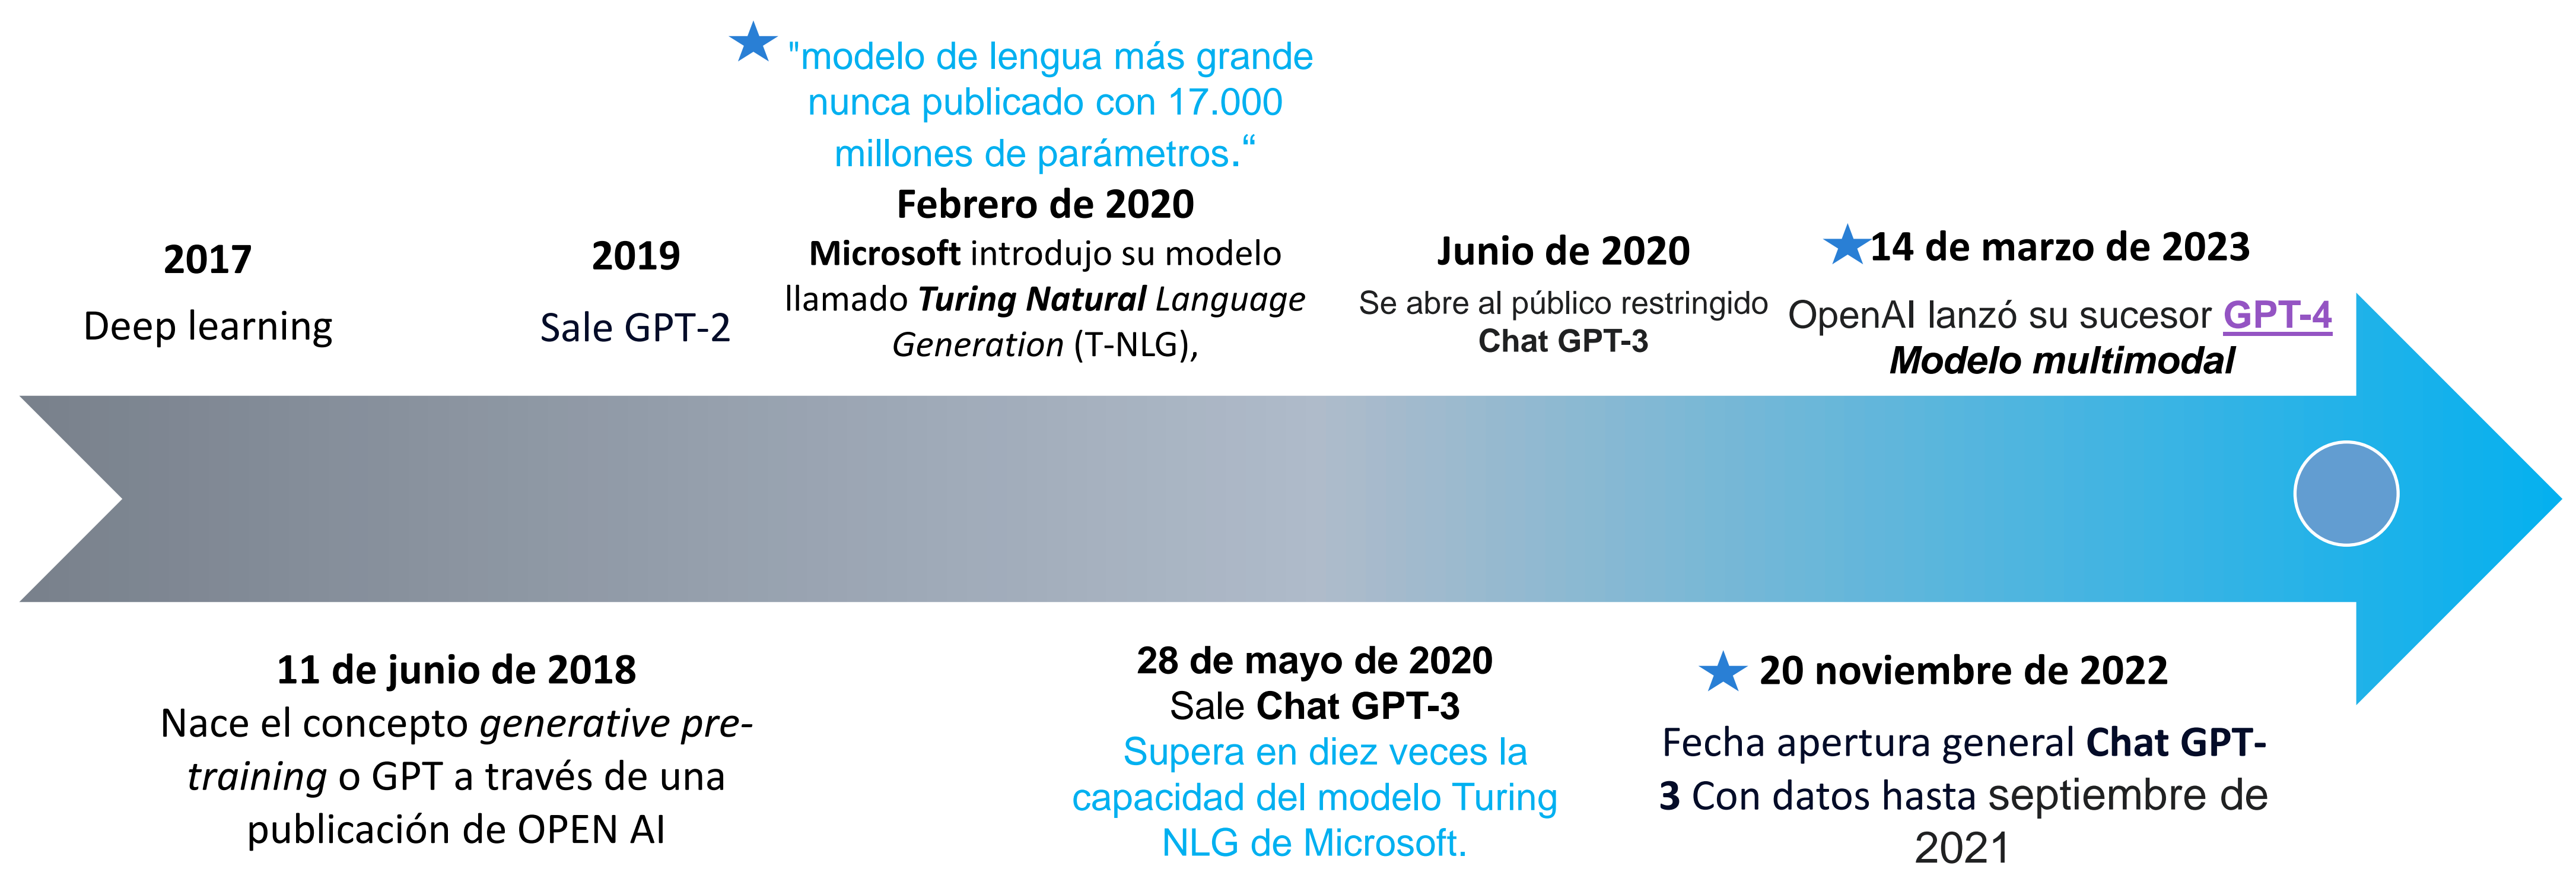 "modelo de lengua más grande
nunca publicado con 17.000
millones de parámetros.“
2017
Deep learning
2019
Sale GPT-2
Febrero de 2020
Microsoft introdujo su modelo
llamado Turing Natural Language
Generation (T-NLG),
Junio de 2020
Se abre al público restringido
Chat GPT-3
14 de marzo de 2023
OpenAI lanzó su sucesor GPT-4
Modelo multimodal
11 de junio de 2018
Nace el concepto generative pre-
training o GPT a través de una
publicación de OPEN AI
28 de mayo de 2020
Sale Chat GPT-3
Supera en diez veces la
capacidad del modelo Turing
NLG de Microsoft.
20 noviembre de 2022
Fecha apertura general Chat GPT-
3 Con datos hasta septiembre de
2021